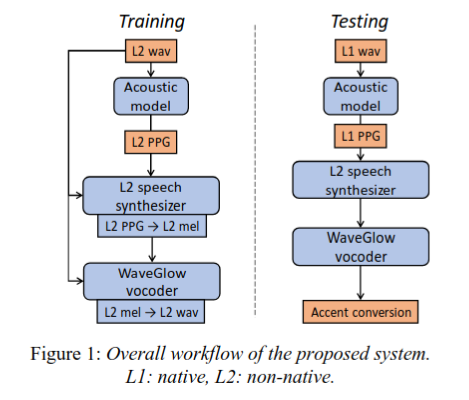 Training
L2 wav
Acoustic
model
L2 PPG
L2 speech
synthesizer
L2 PPG → L2 mel
WaveGlow
vocoder
L2 mel → L2 wav
Testing
L1 wav
Acoustic
model
L1 PPG
L2 speech
synthesizer
WaveGlow
vocoder
Accent conversion
Figure 1: Overall workflow of the proposed system.
L1: native, L2: non-native.